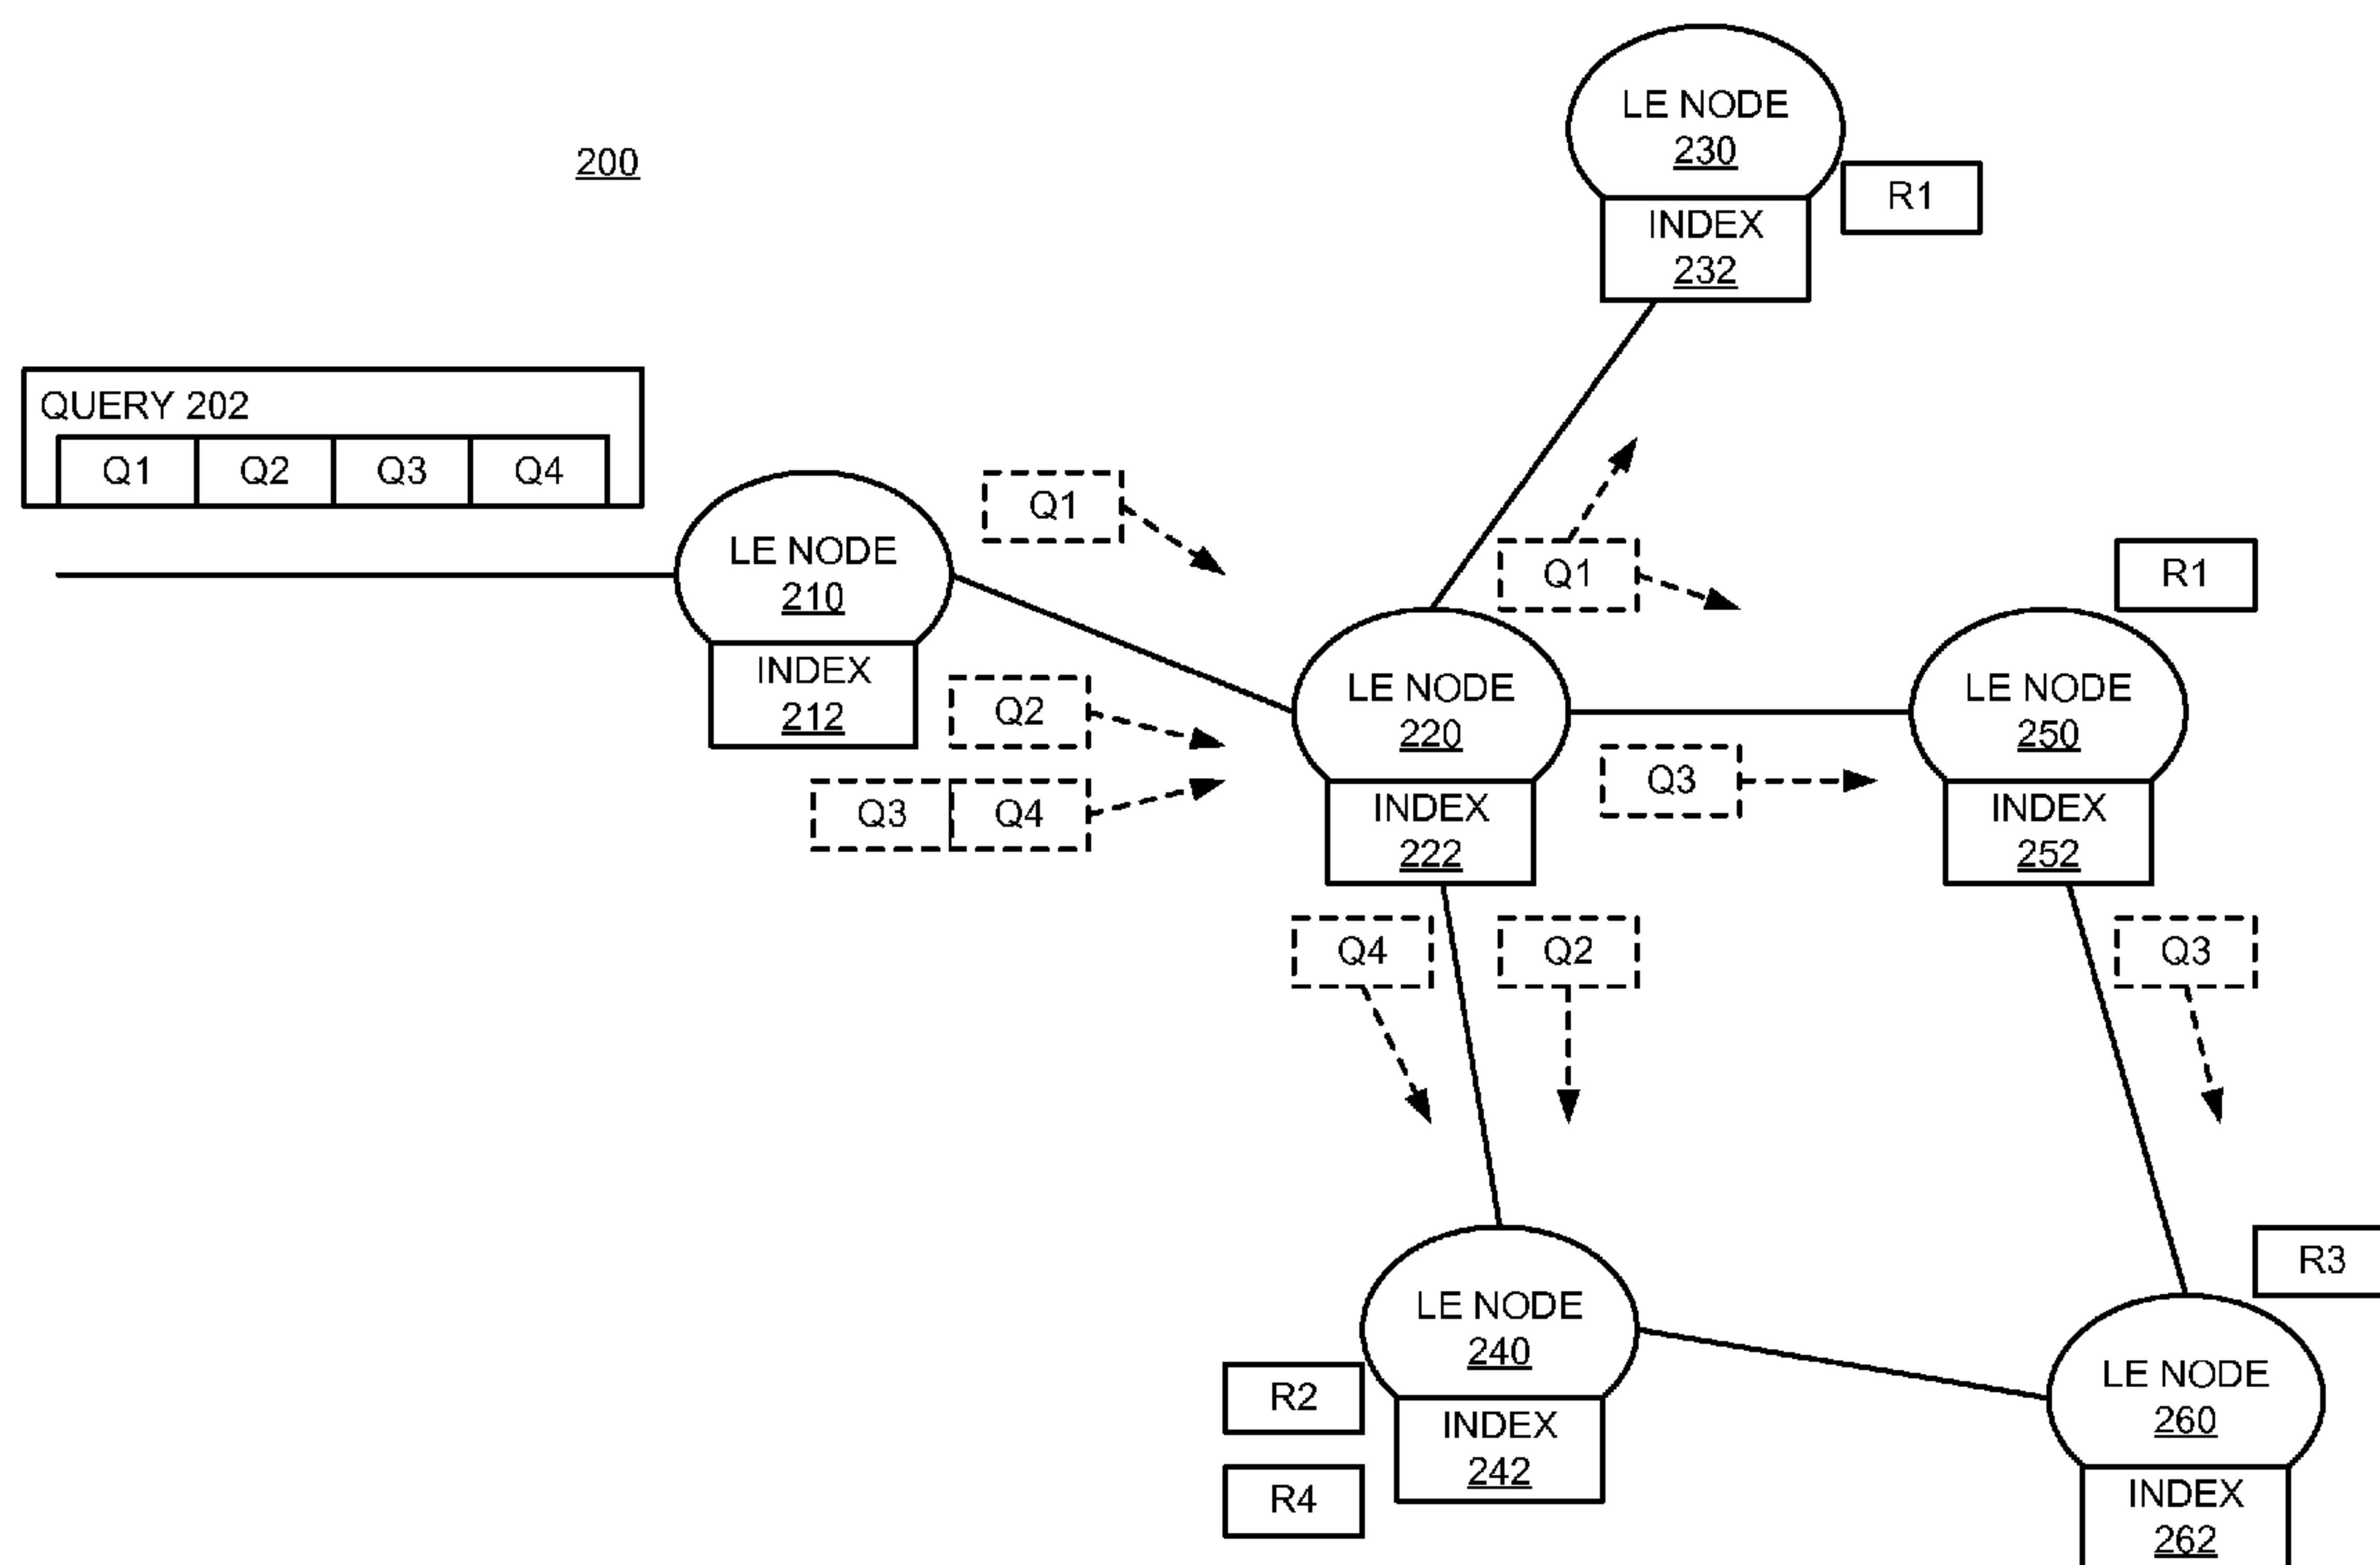 200
LE NODE
230
INDEX
232
R1
QUERY 202
Q1 Q2 Q3 Q4
LE NODE
210
INDEX
212
Q1
Q2
Q3 Q4
Q1
LE NODE
220
INDEX
222
R1
LE NODE
250
INDEX
252
Q3
Q4
Q2
Q3
LE NODE
240
INDEX
242
R2
R4
R3
LE NODE
260
INDEX
262